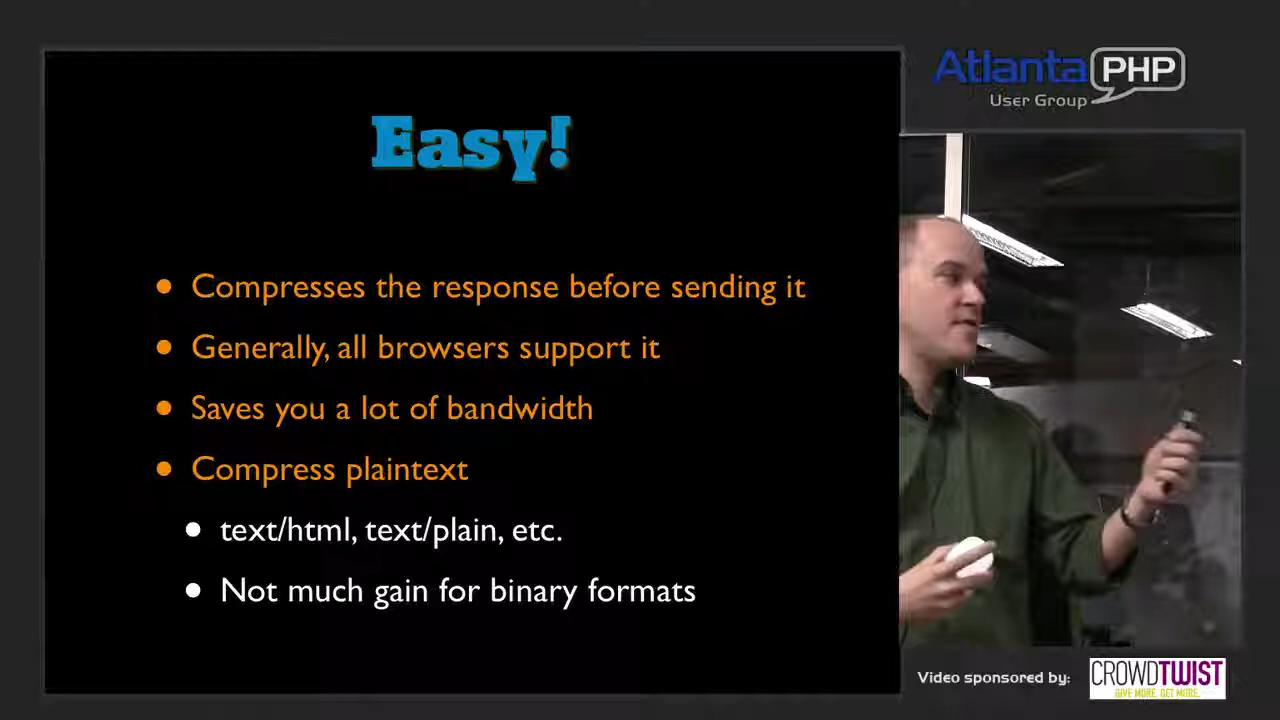 Easy!
Compresses the response before sending it
Generally, all browsers support it
Saves you a lot of bandwidth
Compress plaintext
text/html, text/plain, etc.
Not much gain for binary formats
Atlanta PHP
User Group
Video sponsored by:
CROWDTWIST
GIVE MORE. GET MORE.